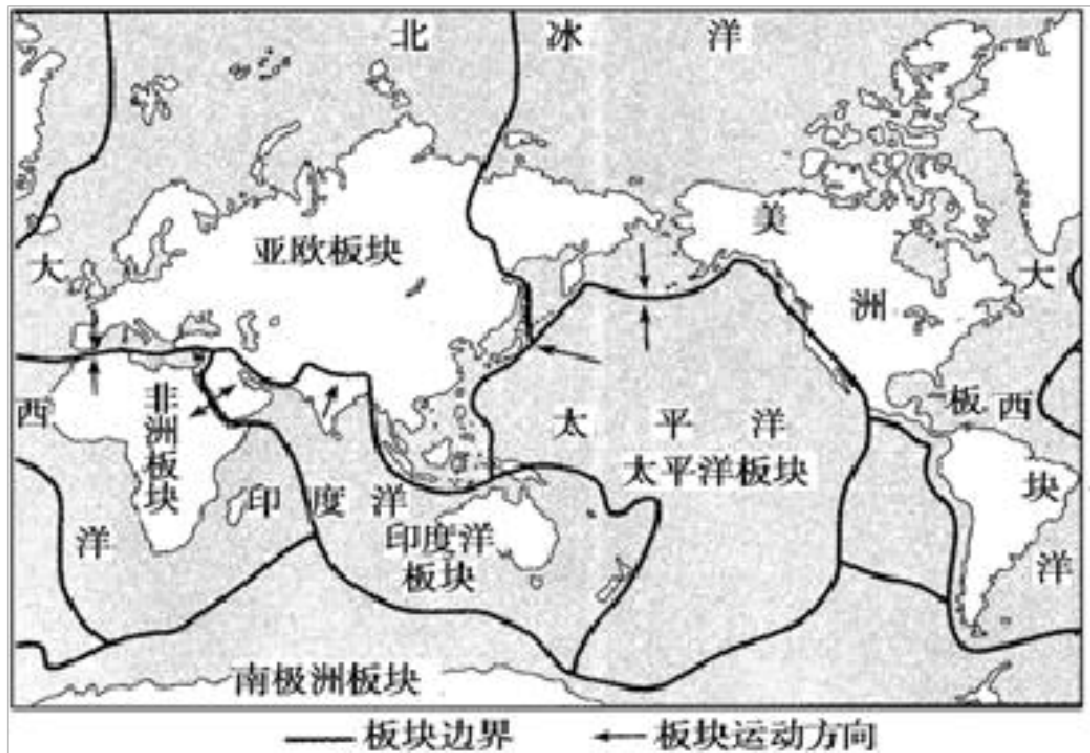 北冰洋
亚欧板块
大西洋
非洲板块
印度洋
印度洋板块
太平洋
太平洋板块
美洲板块
大西洋
南极洲板块
板块边界
板块运动方向